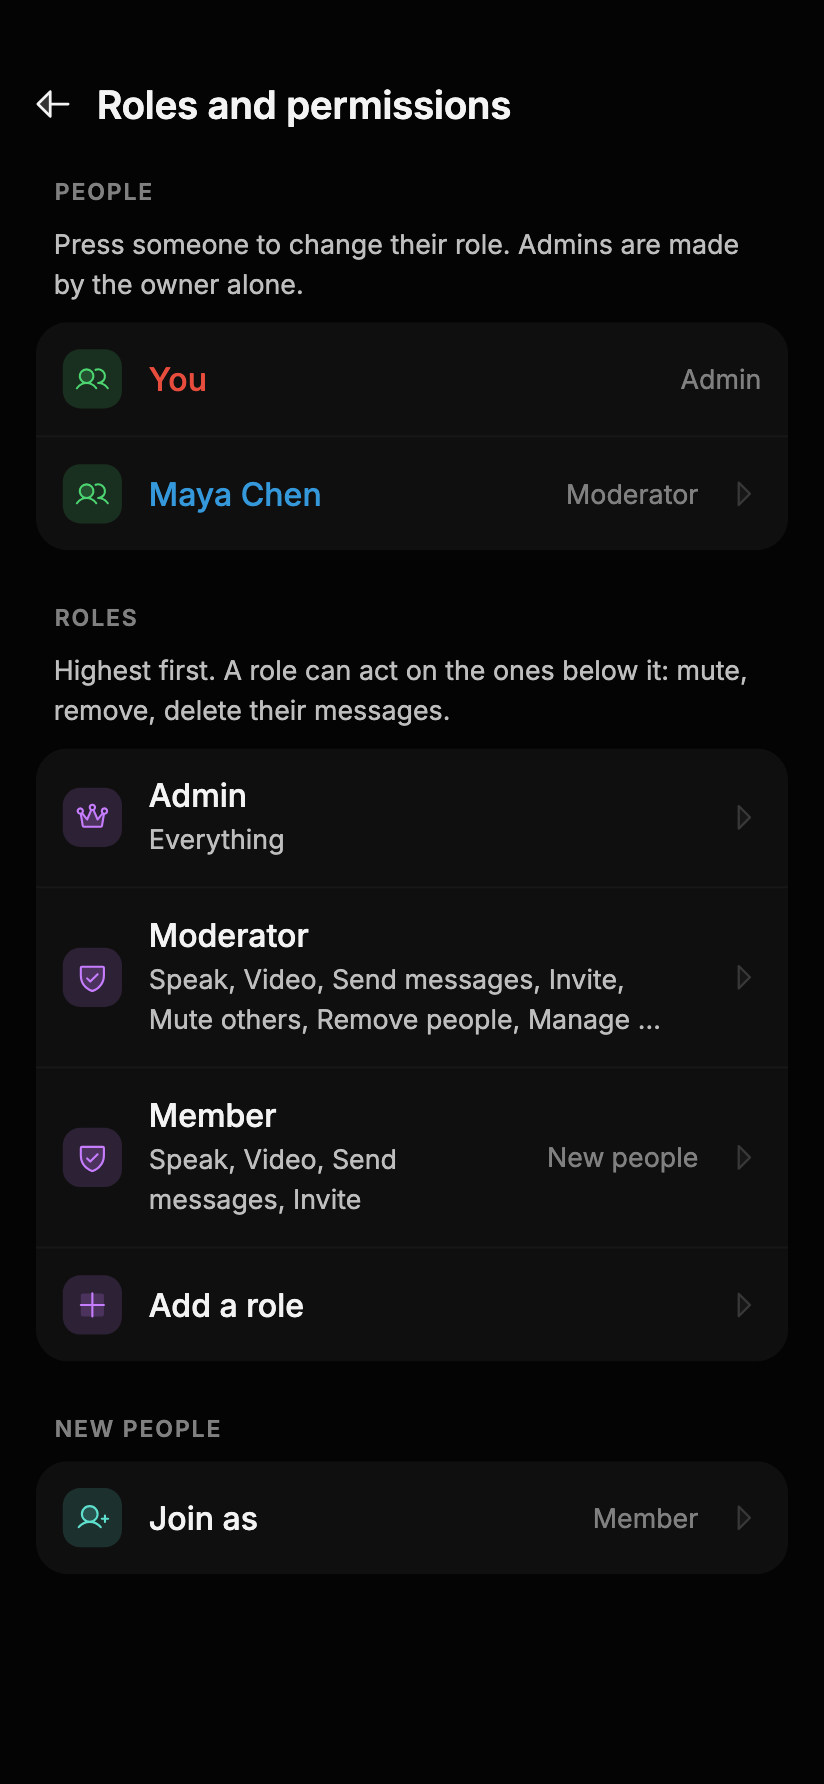 Roles and permissions
PEOPLE
Press someone to change their role. Admins are made
by the owner alone.
You
Admin
Maya Chen
Moderator
ROLES
Highest first. A role can act on the ones below it: mute,
remove, delete their messages.
Admin
Everything
Moderator
Speak, Video, Send messages, Invite,
Mute others, Remove people, Manage ...
Member
Speak, Video, Send
messages, Invite
New people
Add a role
NEW PEOPLE
Join as
Member